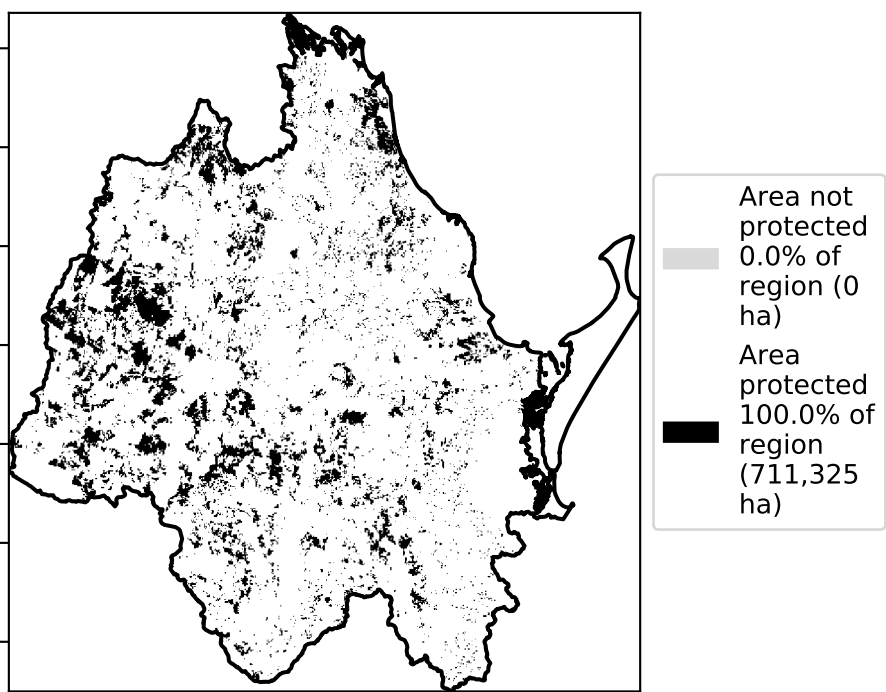 Area not
protected
0.0% of
region (0
ha)
Area
protected
100.0% of
region
(711,325
ha)